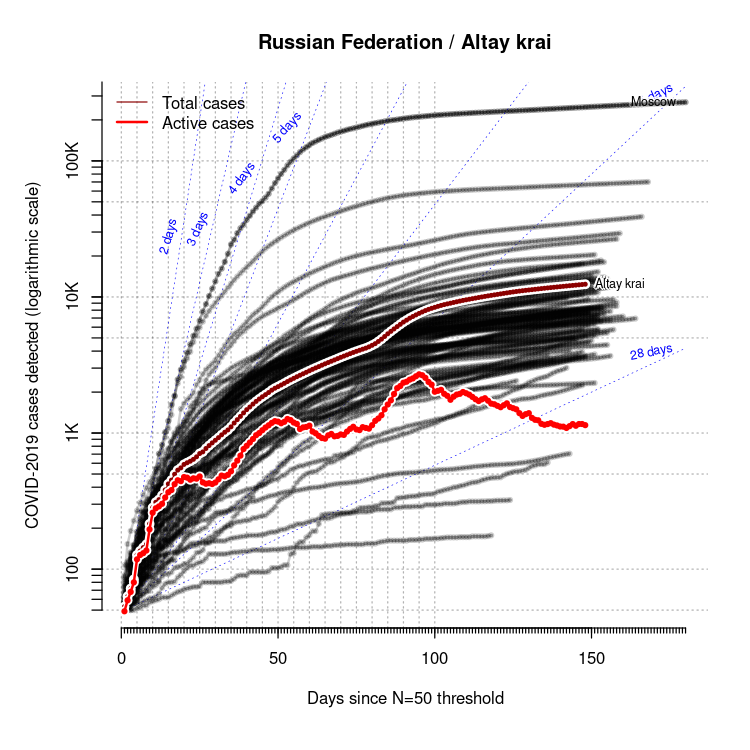 Russian Federation / Altay krai
Total cases
Active cases
days
Moscow
5 days
4 days
3 days
2 days
Altay krai
28 days
100K
10K
1K
100
COVID-2019 cases detected (logarithmic scale)
0 50 100 150
Days since N=50 threshold